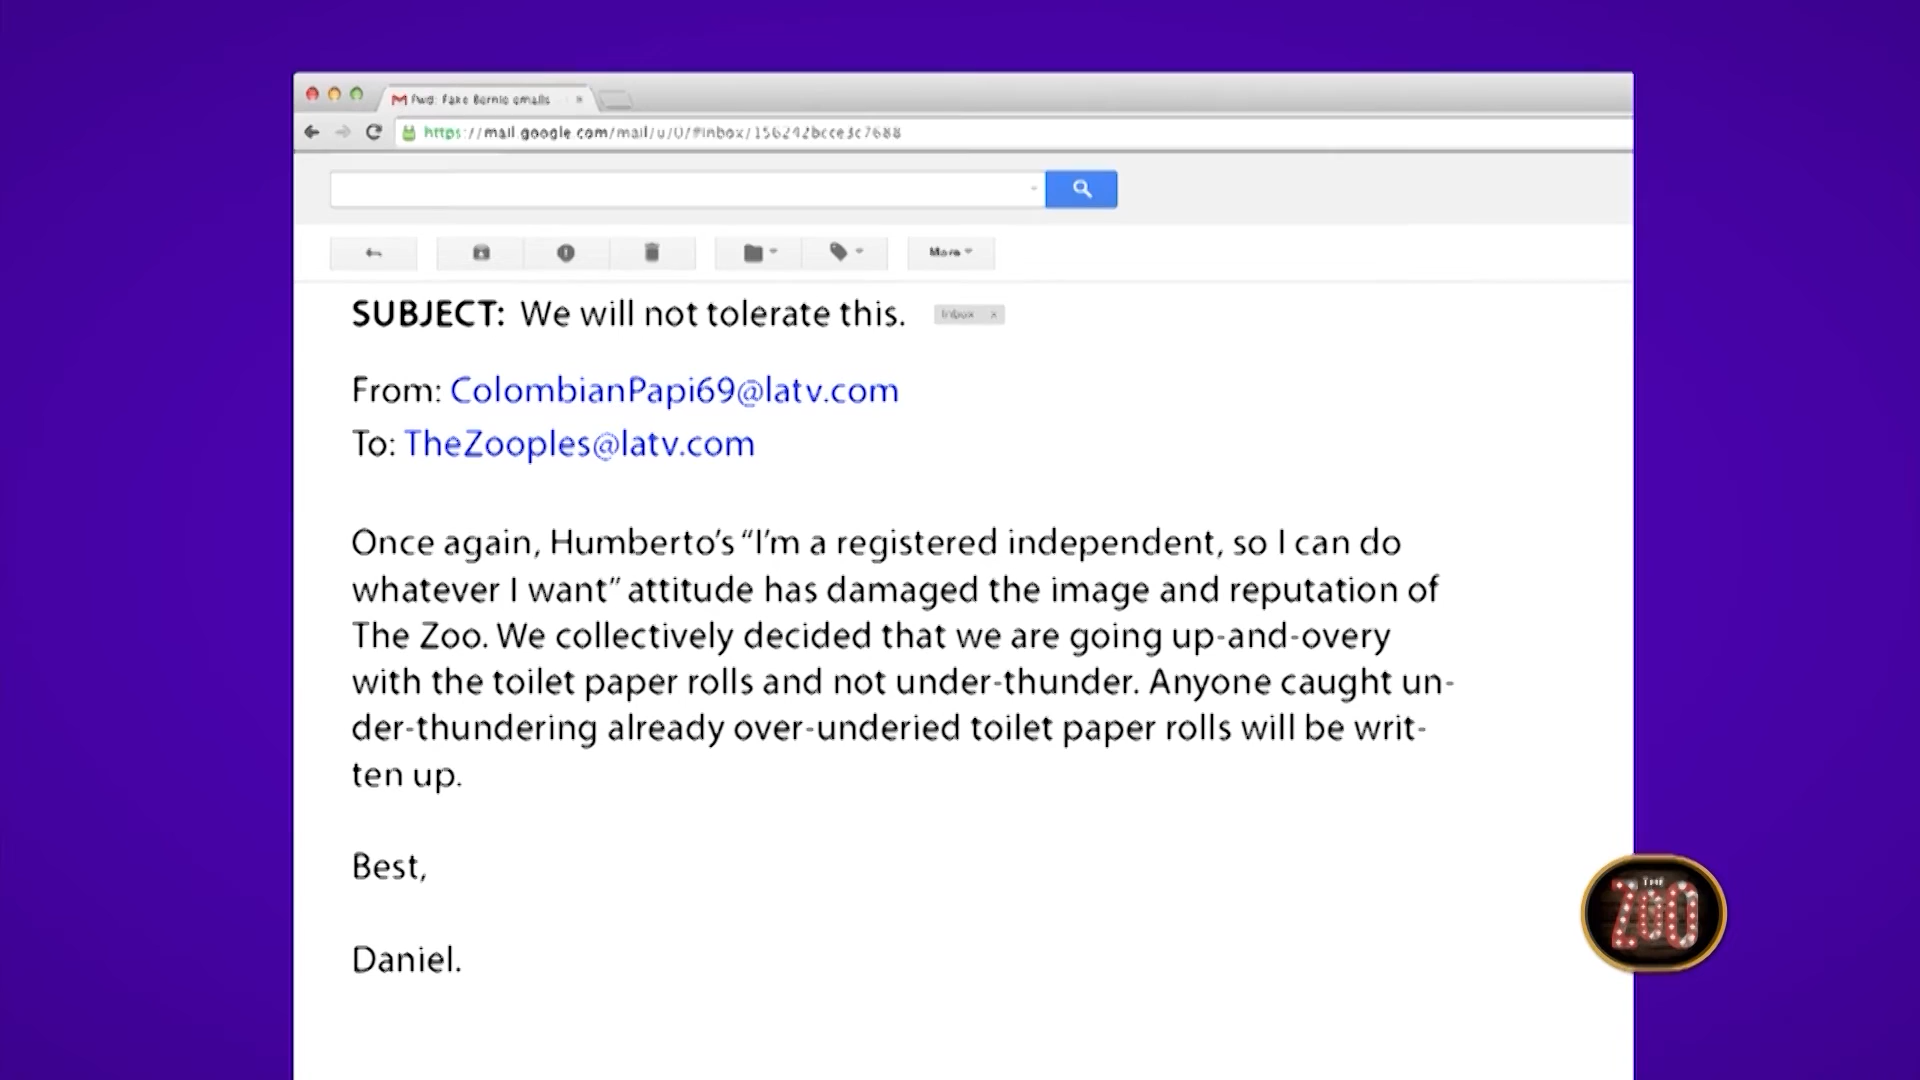 Fwd: Fake Bernie emails
https://mail.google.com/mail/u/0/#inbox/156242bcce3c7688
More
SUBJECT: We will not tolerate this.
Inbox x
From: ColombianPapi69@latv.com
To: TheZooples@latv.com
Once again, Humberto’s “I’m a registered independent, so I can do
whatever I want” attitude has damaged the image and reputation of
The Zoo. We collectively decided that we are going up-and-overy
with the toilet paper rolls and not under-thunder. Anyone caught un-
der-thundering already over-underied toilet paper rolls will be writ-
ten up.
Best,
Daniel.
THE
ZOO